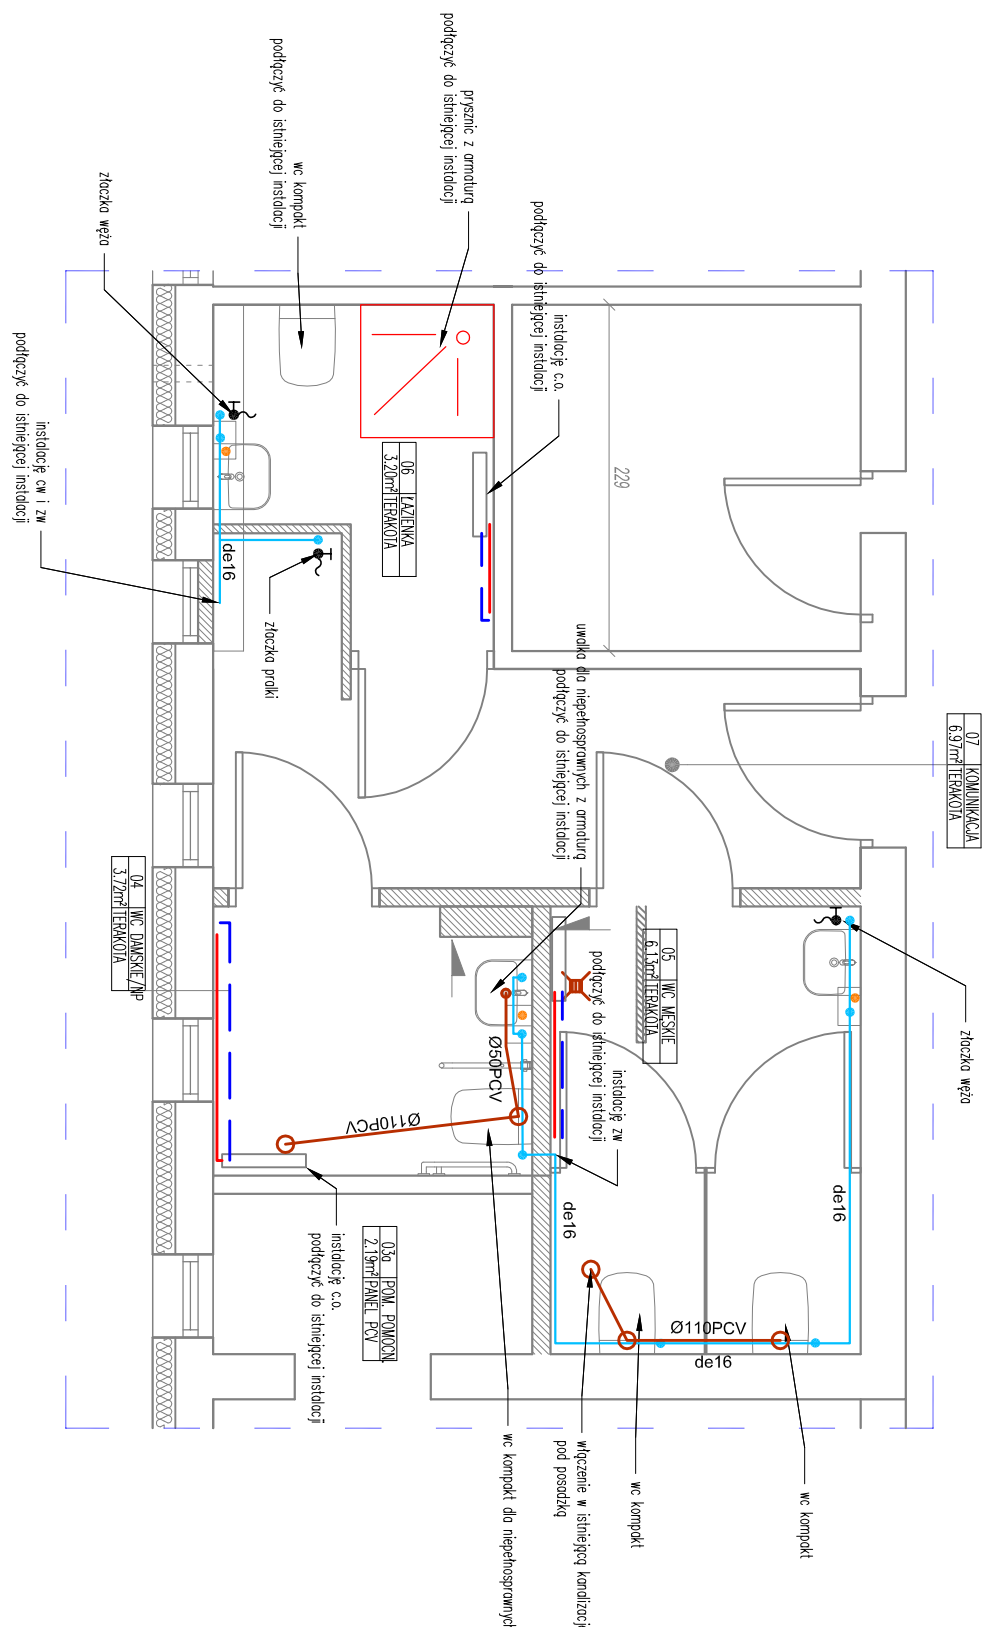 prysznic z armaturą
podłączyć do istniejącej instalacji
wc kompakt
podłączyć do istniejącej instalacji
złączka węża
instalację c.o.
podłączyć do istniejącej instalacji
instalację cw i zw
podłączyć do istniejącej instalacji
06 ŁAZIENKA
3.20m² TERAKOTA
229
de16
złączka pralki
uwalka dla niepełnosprawnych z armaturą
podłączyć do istniejącej instalacji
07 KOMUNIKACJA
6.97m² TERAKOTA
04 WC DAMSKIE/NP
3.72m² TERAKOTA
05 WC MĘSKIE
6.13m² TERAKOTA
złączka węża
instalację zw
podłączyć do istniejącej instalacji
Ø50PCV
Ø110PCV
de16
de16
03a POM. POMOCN.
2.19m² PANEL PCV
instalację c.o.
podłączyć do istniejącej instalacji
Ø110PCV
de16
wc kompakt
wc kompakt
włączenie w istniejącą kanalizację
pod posadzką
wc kompakt dla niepełnosprawnych